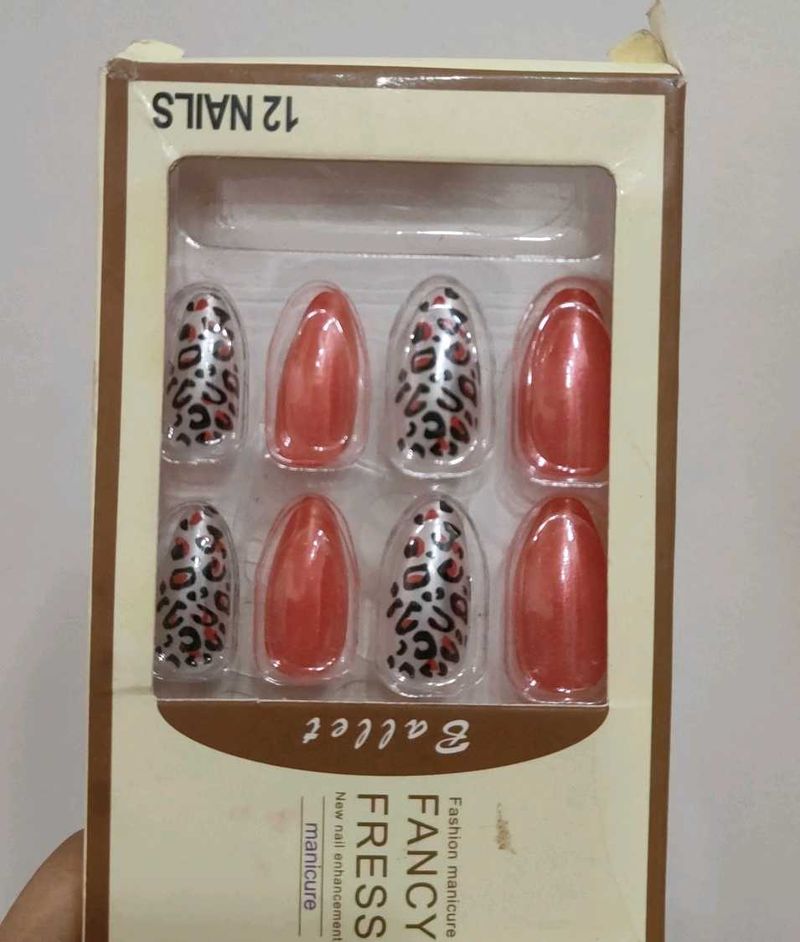 12 NAILS
Ballet
Fashion manicure
FANCY
FRESS
New nail enhancement
manicure